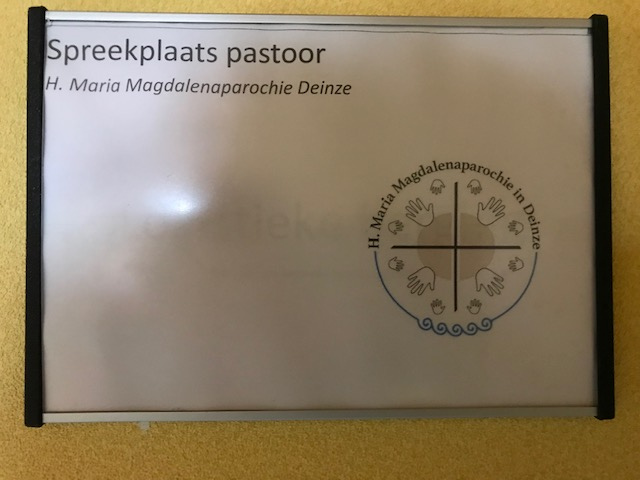 Spreekplaats pastoor
H. Maria Magdalenaparochie Deinze
H. Maria Magdalenaparochie in Deinze